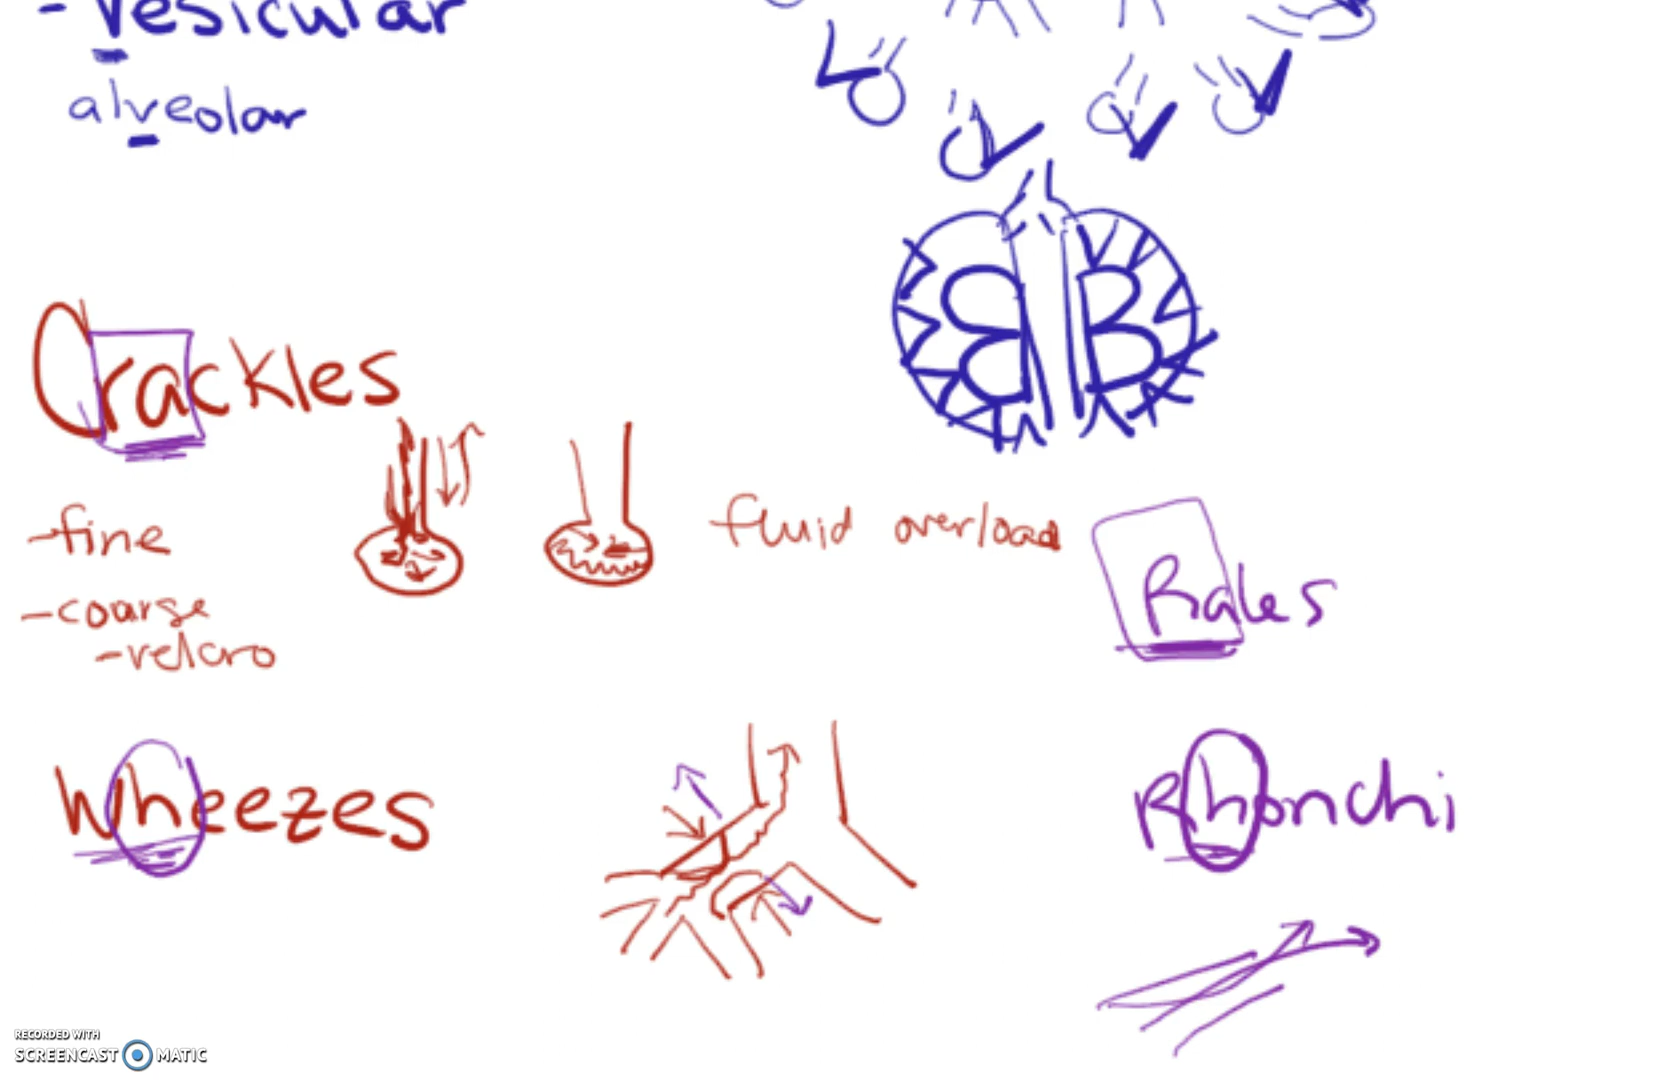 - Vesicular
alveolar
B B
Crackles
-fine
fluid overload
Rales
-coarse
-velcro
Wheezes
Rhonchi
RECORDED WITH
SCREENCAST MATIC